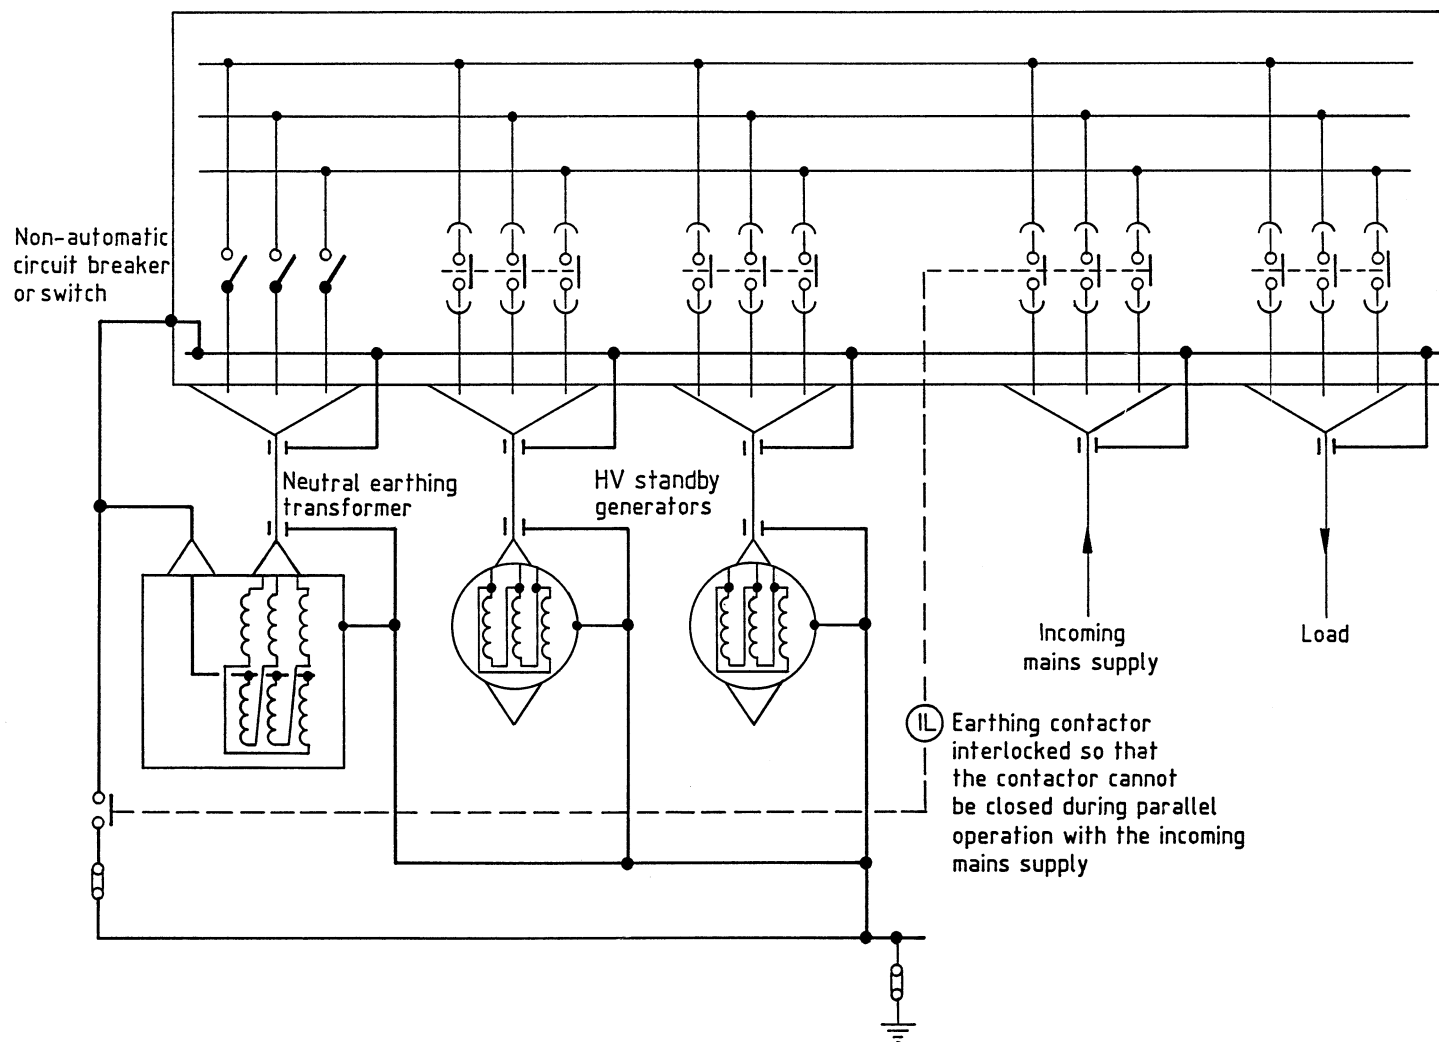 Non-automatic
circuit breaker
or switch
Neutral earthing
transformer
HV standby
generators
Incoming
mains supply
Load
IL
Earthing contactor
interlocked so that
the contactor cannot
be closed during parallel
operation with the incoming
mains supply